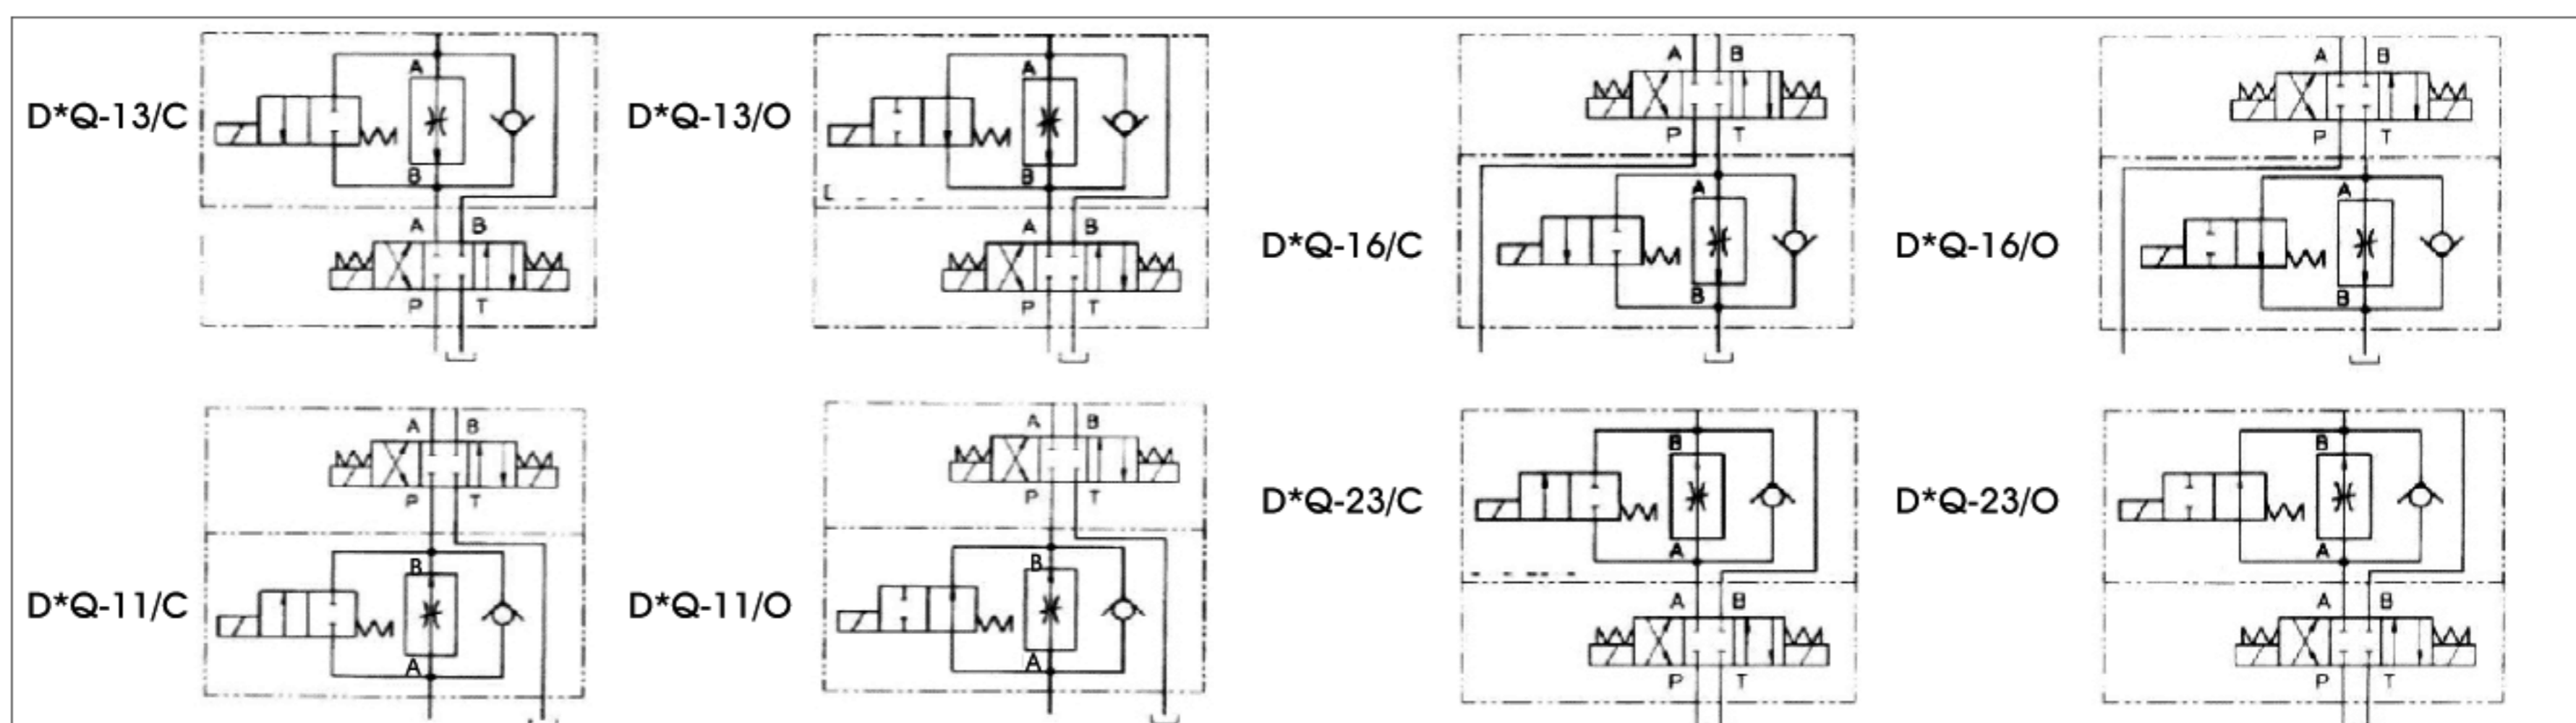 A
A
A B
A B
D*Q-13/C
D*Q-13/O
P T
P T
B
B
A
A
A B
A B
D*Q-16/C
D*Q-16/O
P T
P T
B
B
A B
A B
B
B
P T
P T
D*Q-23/C
D*Q-23/O
B
B
A
A
D*Q-11/C
D*Q-11/O
A B
A B
A
A
P T
P T